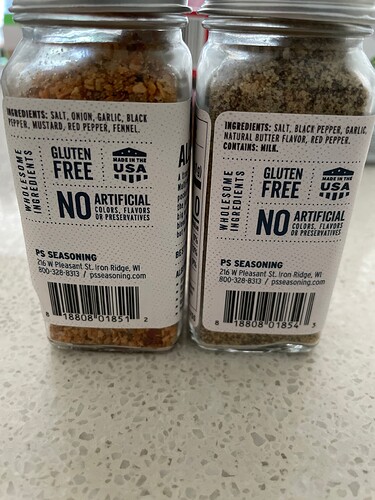 INGREDIENTS: SALT, ONION, GARLIC, BLACK
PEPPER, MUSTARD, RED PEPPER, FENNEL.
WHOLESOME
INGREDIENTS
GLUTEN
FREE
MADE IN THE
USA
NO ARTIFICIAL
COLORS, FLAVORS
OR PRESERVATIVES
PS SEASONING
216 W Pleasant St. Iron Ridge, WI
800-328-8313 / psseasoning.com
8 18808 01851 2
INGREDIENTS: SALT, BLACK PEPPER, GARLIC,
NATURAL BUTTER FLAVOR, RED PEPPER.
CONTAINS: MILK.
WHOLESOME
INGREDIENTS
GLUTEN
FREE
MADE IN THE
USA
NO ARTIFICIAL
COLORS, FLAVORS
OR PRESERVATIVES
PS SEASONING
216 W Pleasant St. Iron Ridge, WI
800-328-8313 / psseasoning.com
8 18808 01854 3